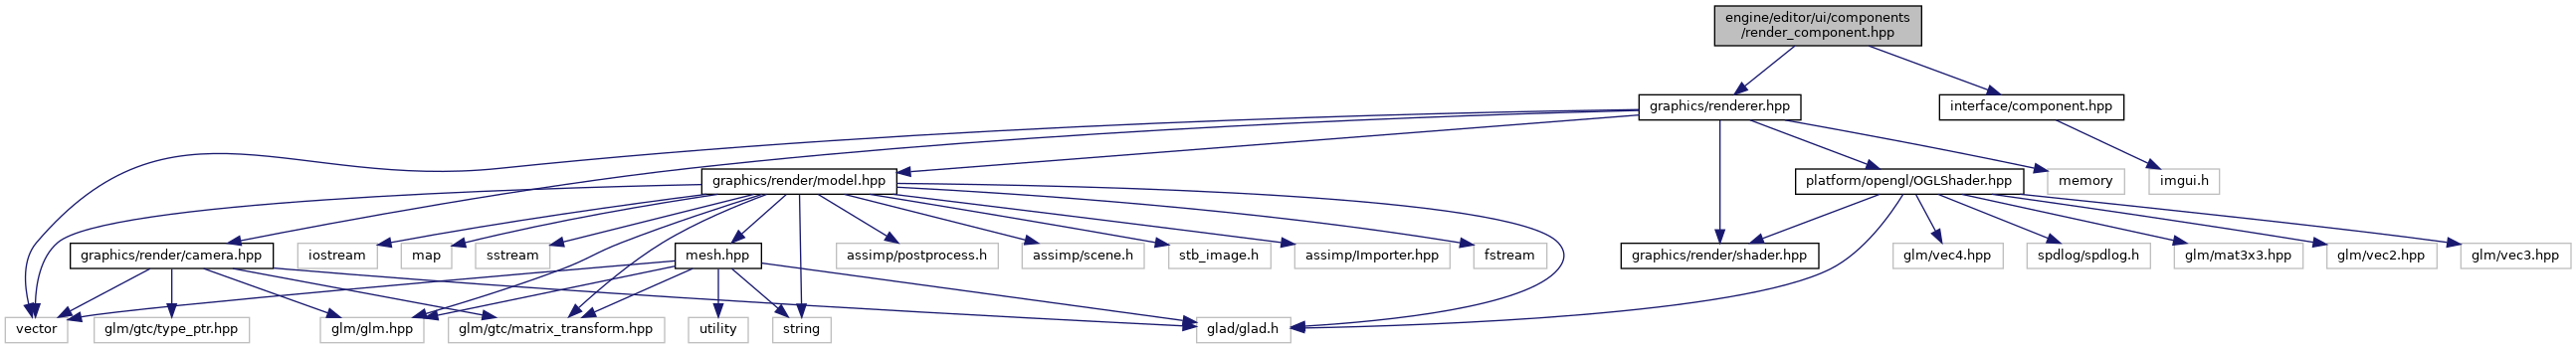 engine/editor/ui/components
/render_component.hpp
graphics/renderer.hpp
interface/component.hpp
graphics/render/model.hpp
platform/opengl/OGLShader.hpp
memory
imgui.h
graphics/render/camera.hpp
iostream
map
sstream
mesh.hpp
assimp/postprocess.h
assimp/scene.h
stb_image.h
assimp/Importer.hpp
fstream
graphics/render/shader.hpp
glm/vec4.hpp
spdlog/spdlog.h
glm/mat3x3.hpp
glm/vec2.hpp
glm/vec3.hpp
vector
glm/gtc/type_ptr.hpp
glm/glm.hpp
glm/gtc/matrix_transform.hpp
utility
string
glad/glad.h